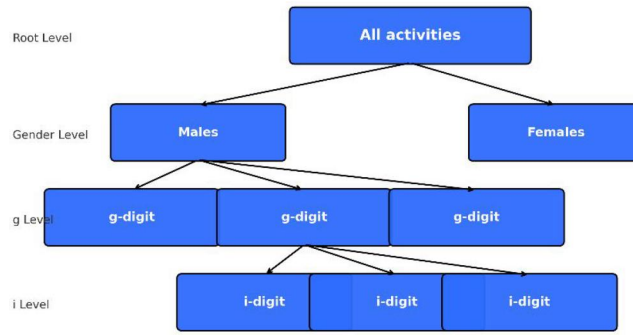 Root Level
All activities
Gender Level
Males
Females
g Level
g-digit
g-digit
g-digit
i Level
i-digit
i-digit
i-digit